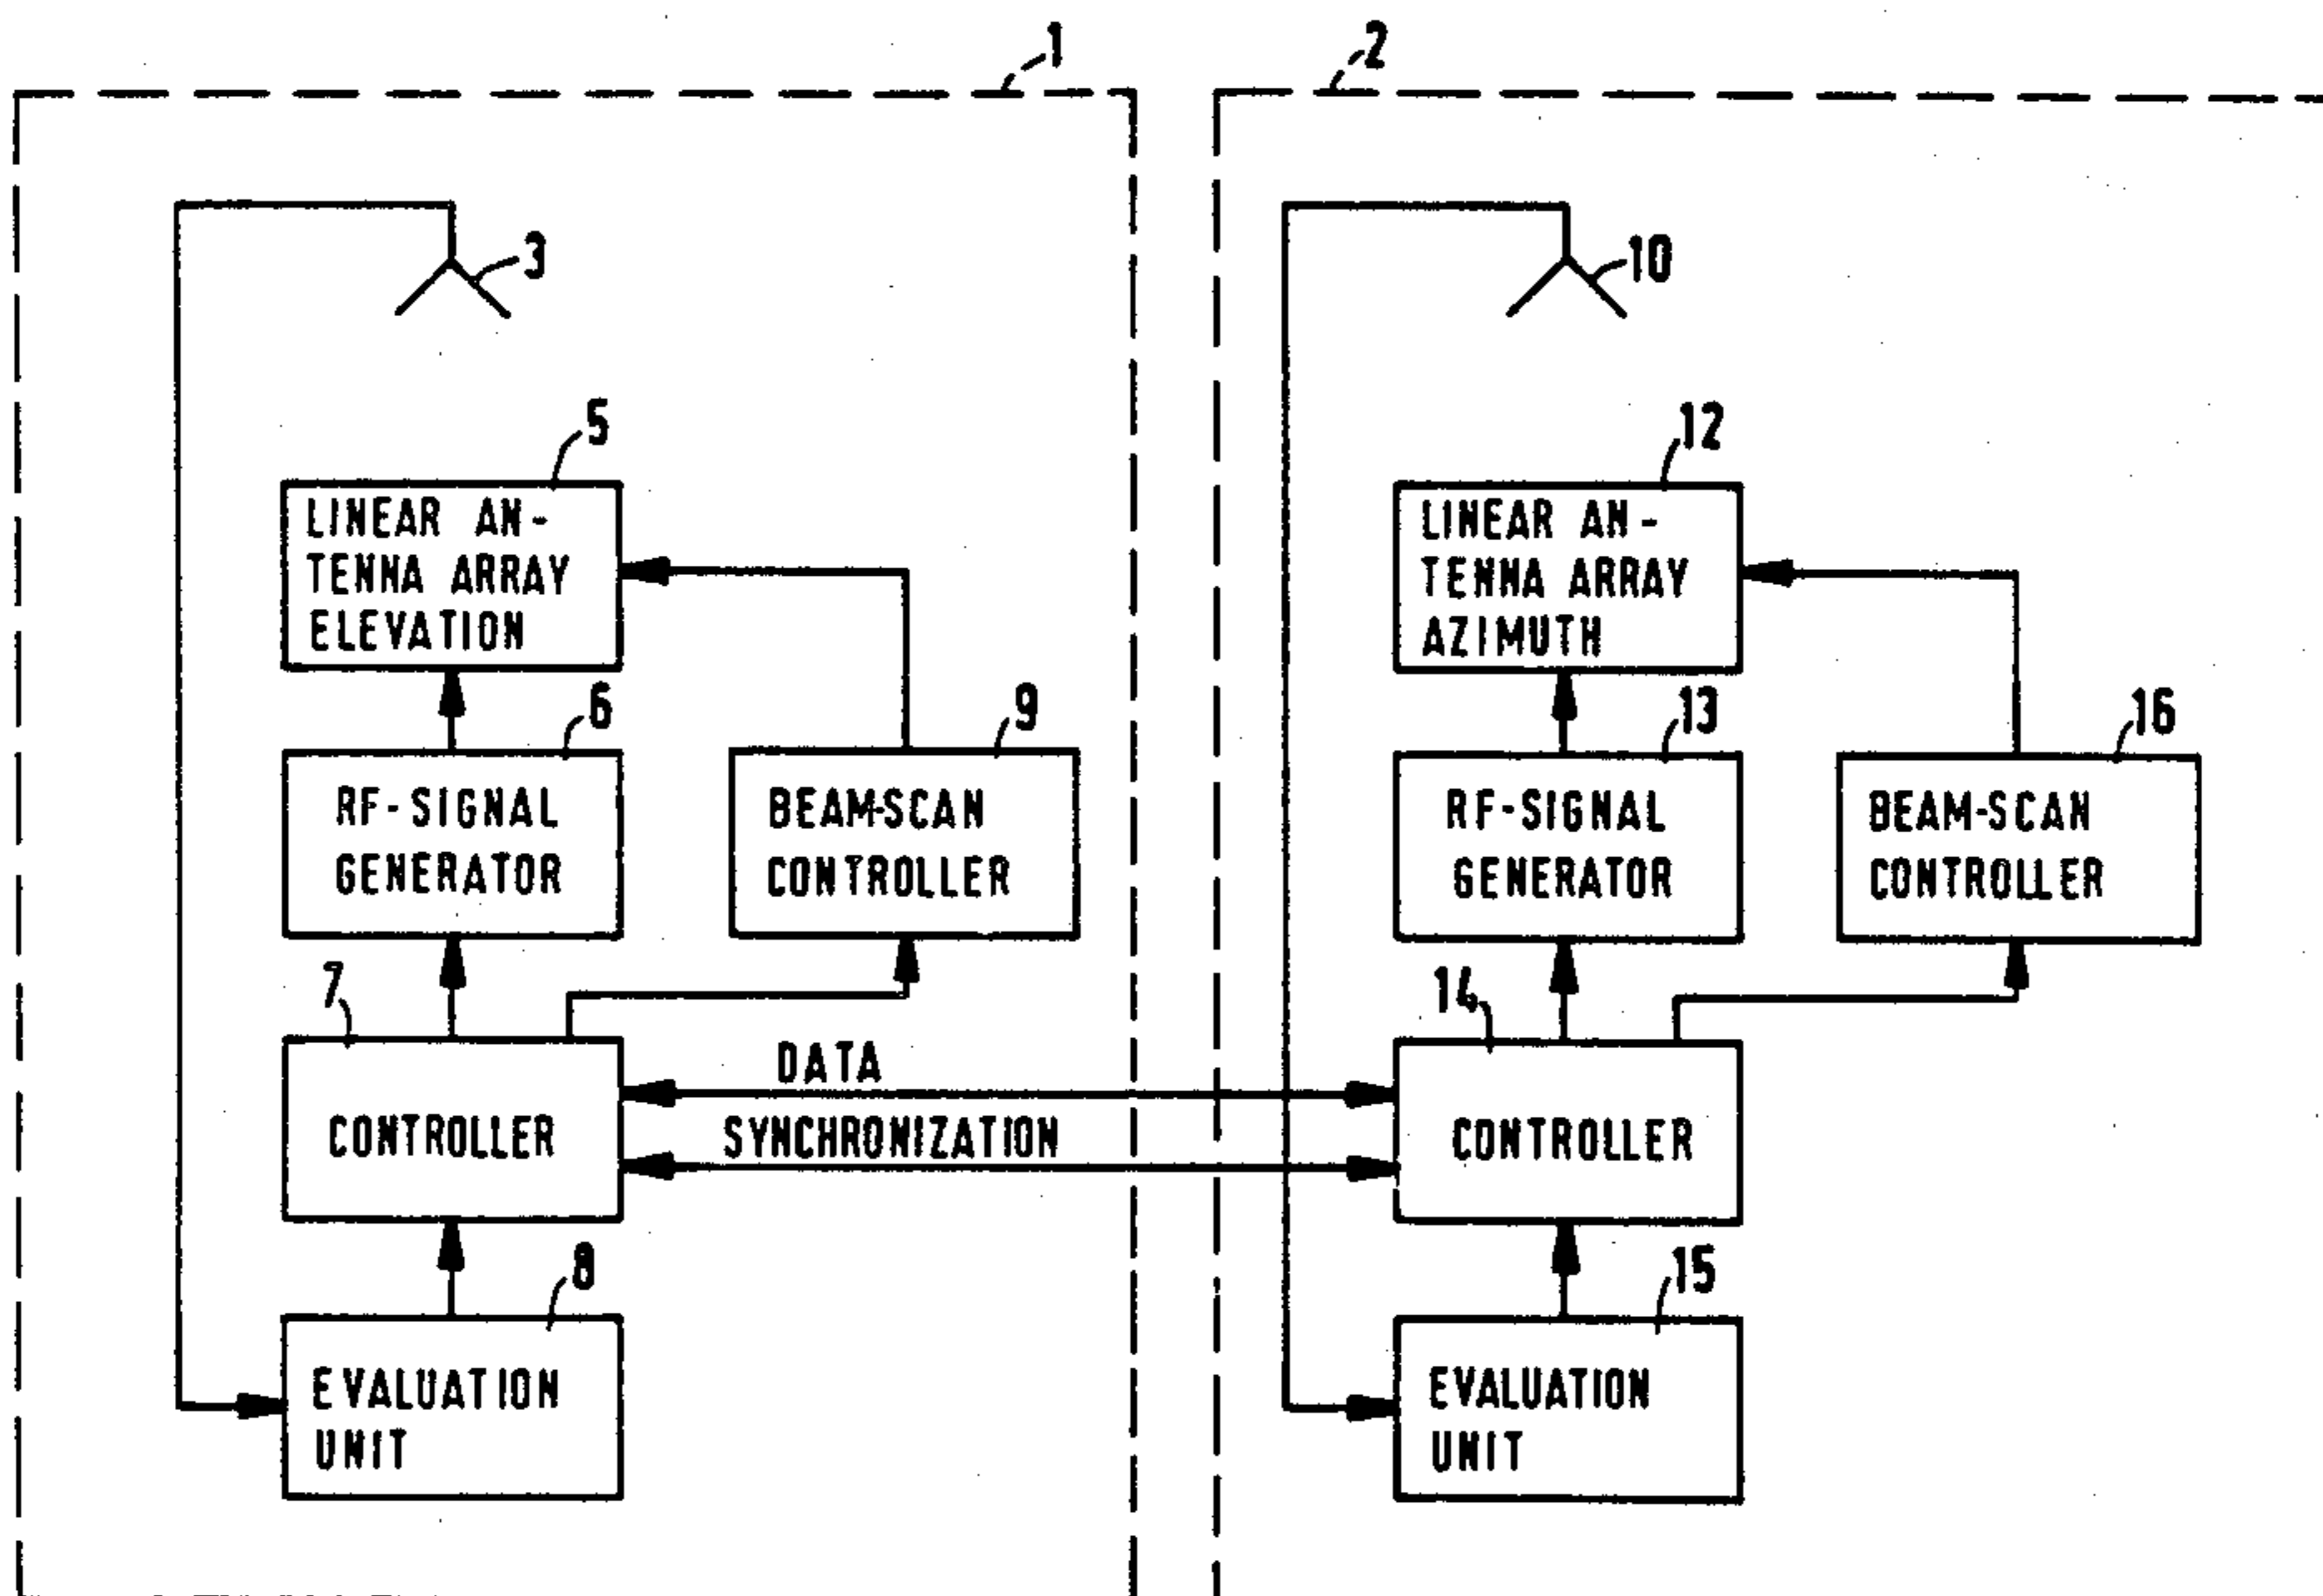 1
2
3
10
5
LINEAR AN-
TENNA ARRAY
ELEVATION
12
LINEAR AN-
TENNA ARRAY
AZIMUTH
6
RF-SIGNAL
GENERATOR
9
BEAM-SCAN
CONTROLLER
13
RF-SIGNAL
GENERATOR
16
BEAM-SCAN
CONTROLLER
7
CONTROLLER
DATA
SYNCHRONIZATION
14
CONTROLLER
8
EVALUATION
UNIT
15
EVALUATION
UNIT